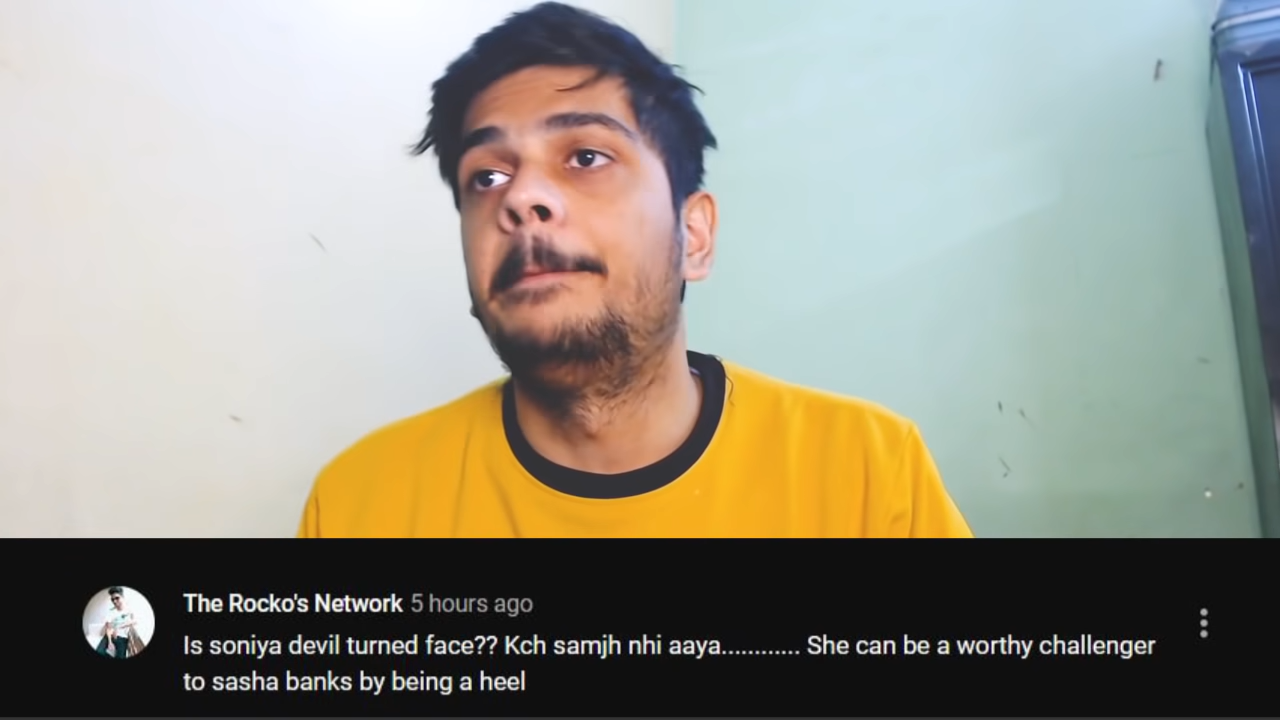 The Rocko's Network 5 hours ago
Is soniya devil turned face?? Kch samjh nhi aaya............ She can be a worthy challenger
to sasha banks by being a heel